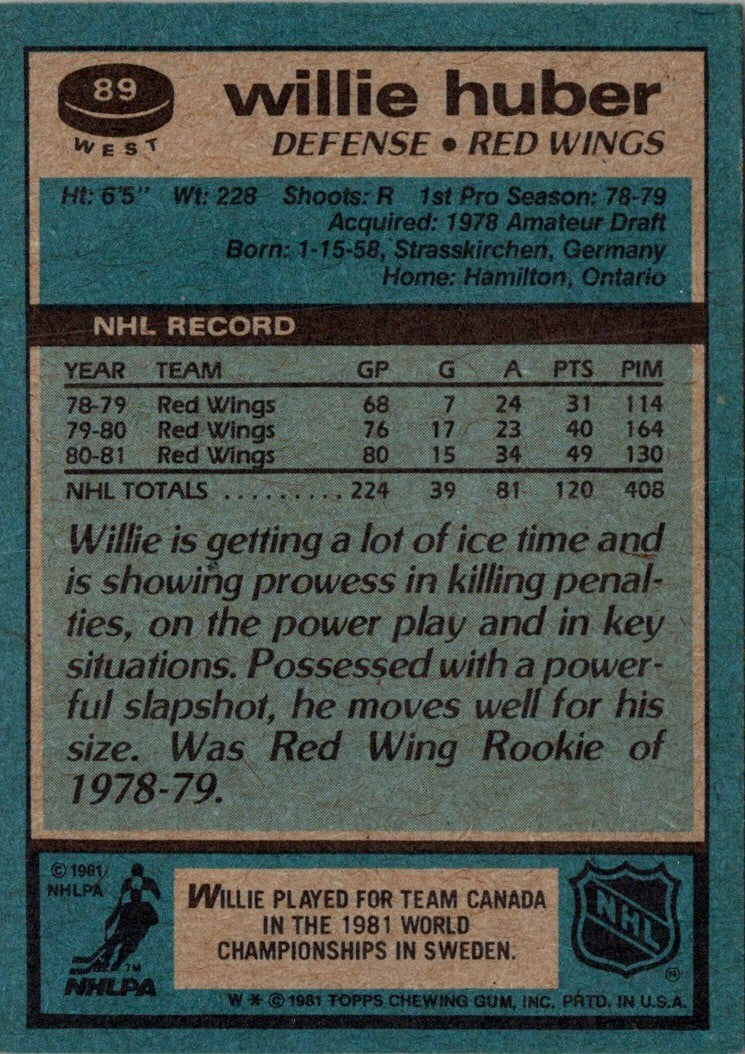 89
WEST
willie huber
DEFENSE • RED WINGS
Ht: 6'5" Wt: 228 Shoots: R 1st Pro Season: 78-79
Acquired: 1978 Amateur Draft
Born: 1-15-58, Strasskirchen, Germany
Home: Hamilton, Ontario
NHL RECORD
YEAR TEAM GP G A PTS PIM
78-79 Red Wings 68 7 24 31 114
79-80 Red Wings 76 17 23 40 164
80-81 Red Wings 80 15 34 49 130
NHL TOTALS .......... 224 39 81 120 408
Willie is getting a lot of ice time and
is showing prowess in killing penal-
ties, on the power play and in key
situations. Possessed with a power-
ful slapshot, he moves well for his
size. Was Red Wing Rookie of
1978-79.
© 1981
NHLPA
TM
NHLPA
WILLIE PLAYED FOR TEAM CANADA
IN THE 1981 WORLD
CHAMPIONSHIPS IN SWEDEN.
NHL
®
W * © 1981 TOPPS CHEWING GUM, INC. PRTD. IN U.S.A.